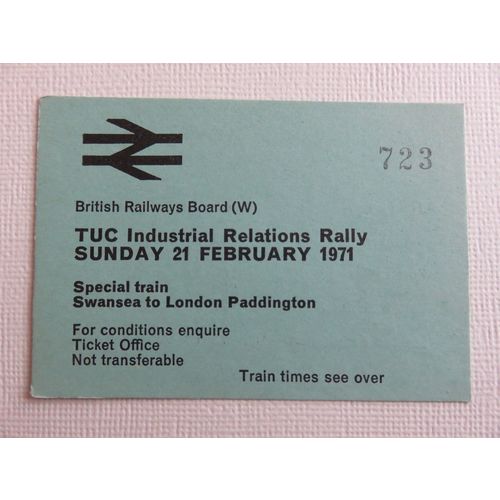 723
British Railways Board (W)
TUC Industrial Relations Rally
SUNDAY 21 FEBRUARY 1971
Special train
Swansea to London Paddington
For conditions enquire
Ticket Office
Not transferable
Train times see over